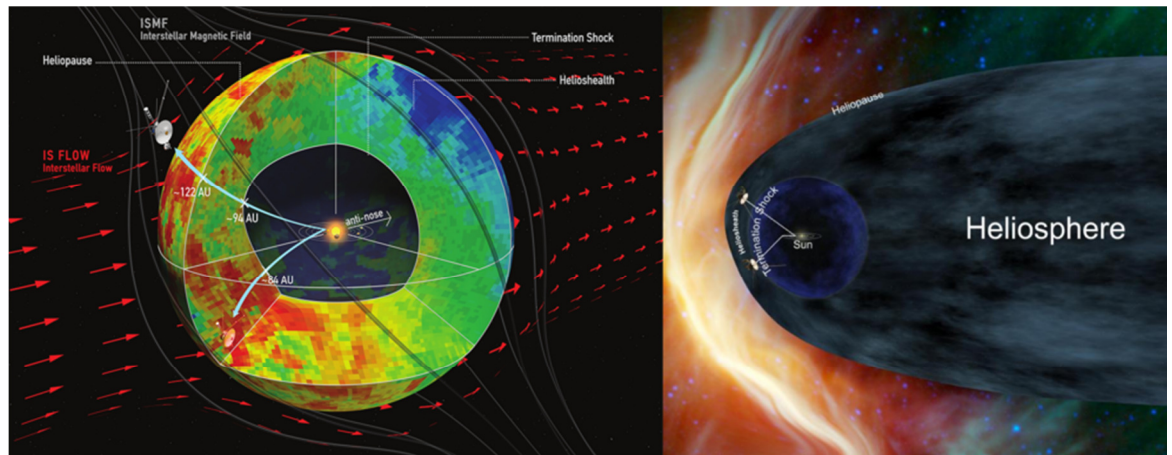 ISMF
Interstellar Magnetic Field
Heliopause
Termination Shock
Helioshealth
IS FLOW
Interstellar Flow
~122 AU
~94 AU
anti-nose
~84 AU
Heliopause
Heliosheath
Termination Shock
Sun
Heliosphere